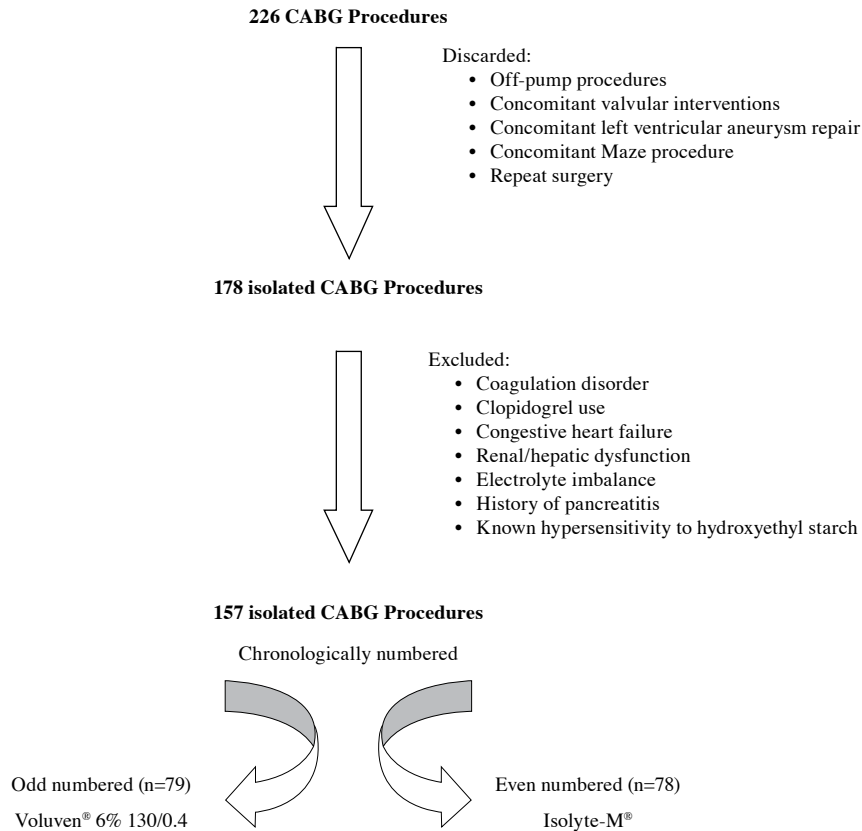 226 CABG Procedures
Discarded:
• Off-pump procedures
• Concomitant valvular interventions
• Concomitant left ventricular aneurysm repair
• Concomitant Maze procedure
• Repeat surgery
178 isolated CABG Procedures
Excluded:
• Coagulation disorder
• Clopidogrel use
• Congestive heart failure
• Renal/hepatic dysfunction
• Electrolyte imbalance
• History of pancreatitis
• Known hypersensitivity to hydroxyethyl starch
157 isolated CABG Procedures
Chronologically numbered
Odd numbered (n=79)
Voluven® 6% 130/0.4
Even numbered (n=78)
Isolyte-M®